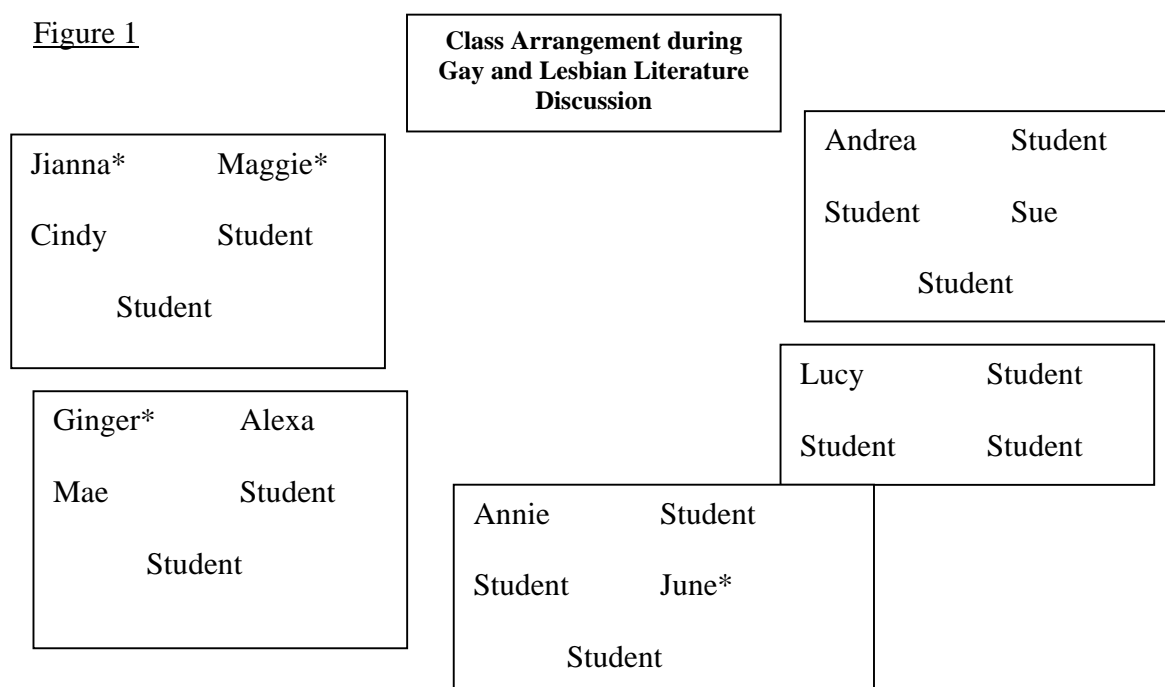 Figure 1
Class Arrangement during
Gay and Lesbian Literature
Discussion
Jianna* Maggie*
Cindy Student
Student
Andrea Student
Student Sue
Student
Ginger* Alexa
Mae Student
Student
Lucy Student
Student Student
Annie Student
Student June*
Student